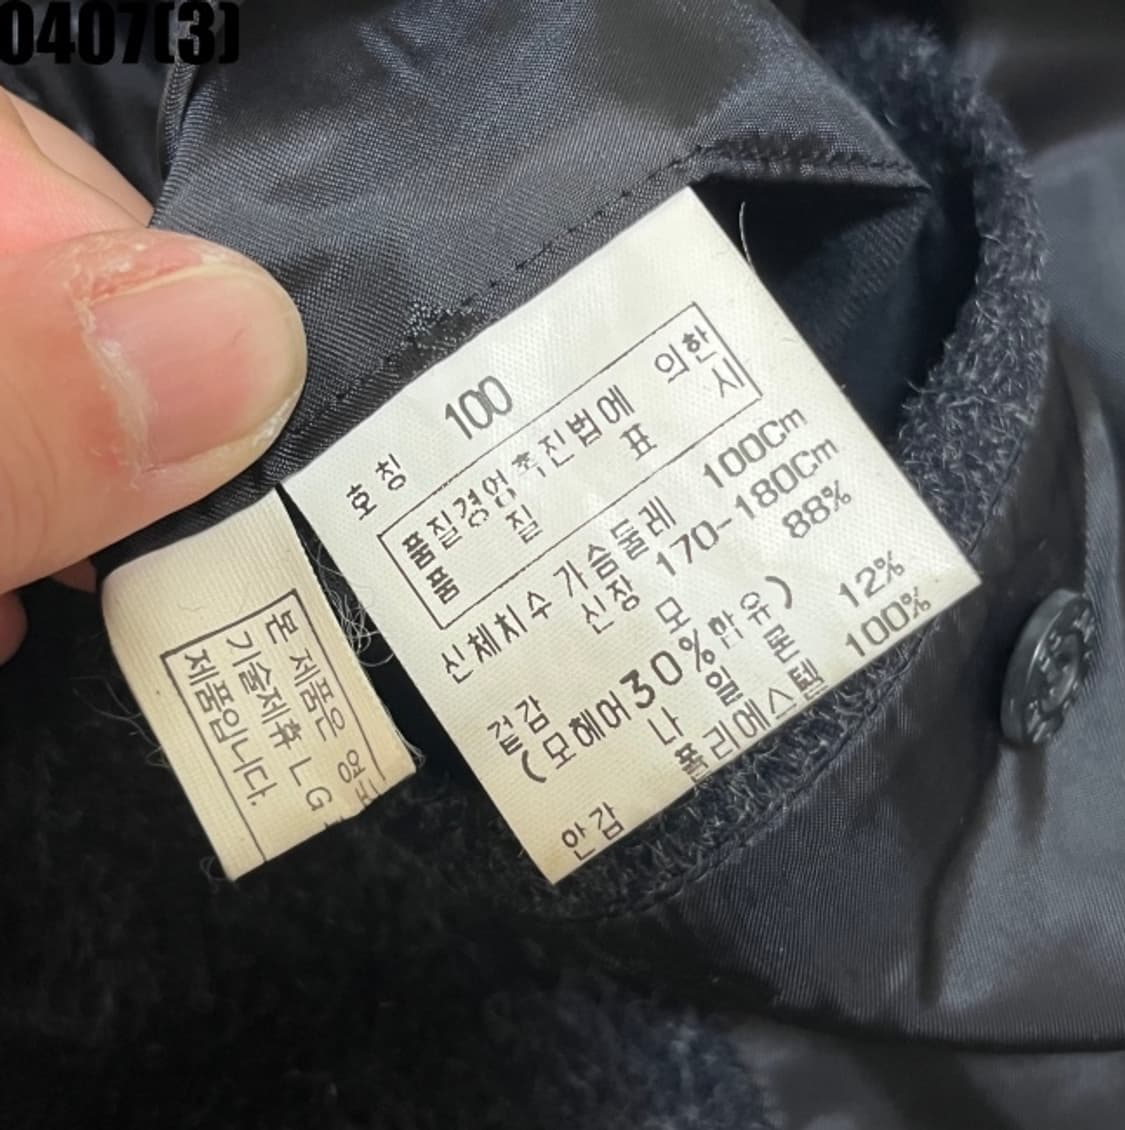 0407(3)
호칭 100
품질경영촉진법에 의한
품 질 표 시
신체치수 가슴둘레 100Cm
신장 170-180Cm
겉감 모 88%
(모헤어30%함유)
나일론 12%
안감 폴리에스텔 100%
본 제품은
기술제휴 LG
제품입니다.